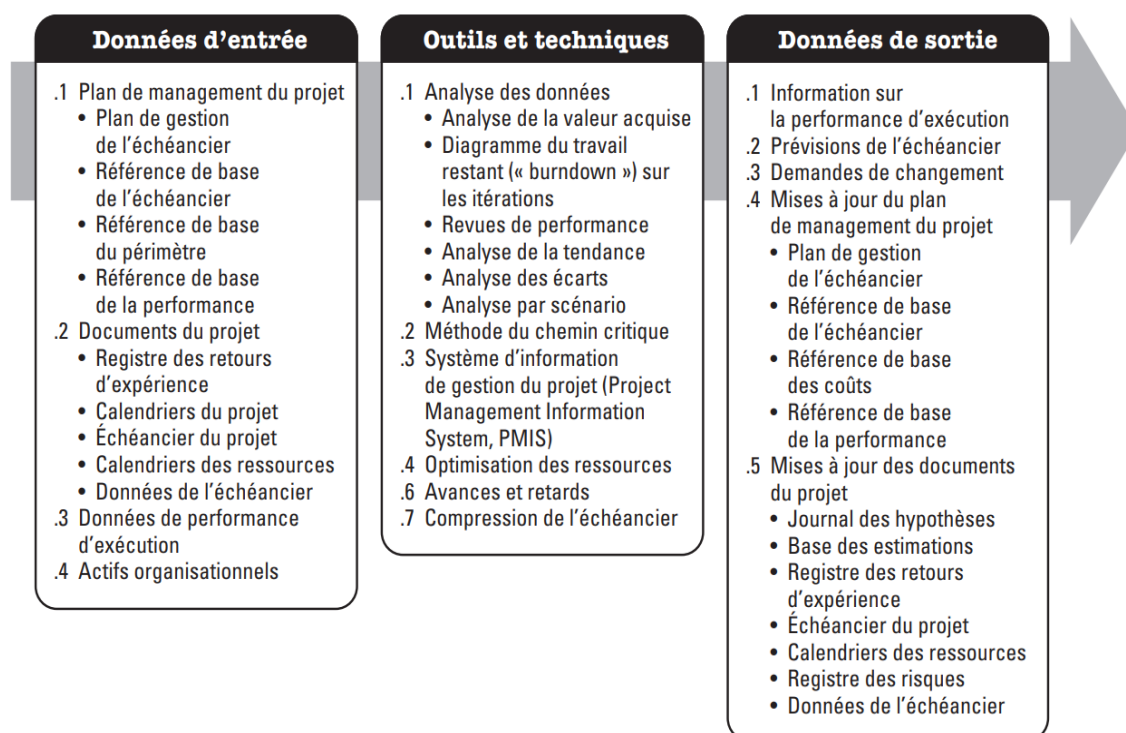 Données d'entrée
.1 Plan de management du projet
• Plan de gestion
de l'échéancier
• Référence de base
de l'échéancier
• Référence de base
du périmètre
• Référence de base
de la performance
.2 Documents du projet
• Registre des retours
d'expérience
• Calendriers du projet
• Échéancier du projet
• Calendriers des ressources
• Données de l'échéancier
.3 Données de performance
d'exécution
.4 Actifs organisationnels
Outils et techniques
.1 Analyse des données
• Analyse de la valeur acquise
• Diagramme du travail
restant (« burndown ») sur
les itérations
• Revues de performance
• Analyse de la tendance
• Analyse des écarts
• Analyse par scénario
.2 Méthode du chemin critique
.3 Système d'information
de gestion du projet (Project
Management Information
System, PMIS)
.4 Optimisation des ressources
.6 Avances et retards
.7 Compression de l'échéancier
Données de sortie
.1 Information sur
la performance d'exécution
.2 Prévisions de l'échéancier
.3 Demandes de changement
.4 Mises à jour du plan
de management du projet
• Plan de gestion
de l'échéancier
• Référence de base
de l'échéancier
• Référence de base
des coûts
• Référence de base
de la performance
.5 Mises à jour des documents
du projet
• Journal des hypothèses
• Base des estimations
• Registre des retours
d'expérience
• Échéancier du projet
• Calendriers des ressources
• Registre des risques
• Données de l'échéancier